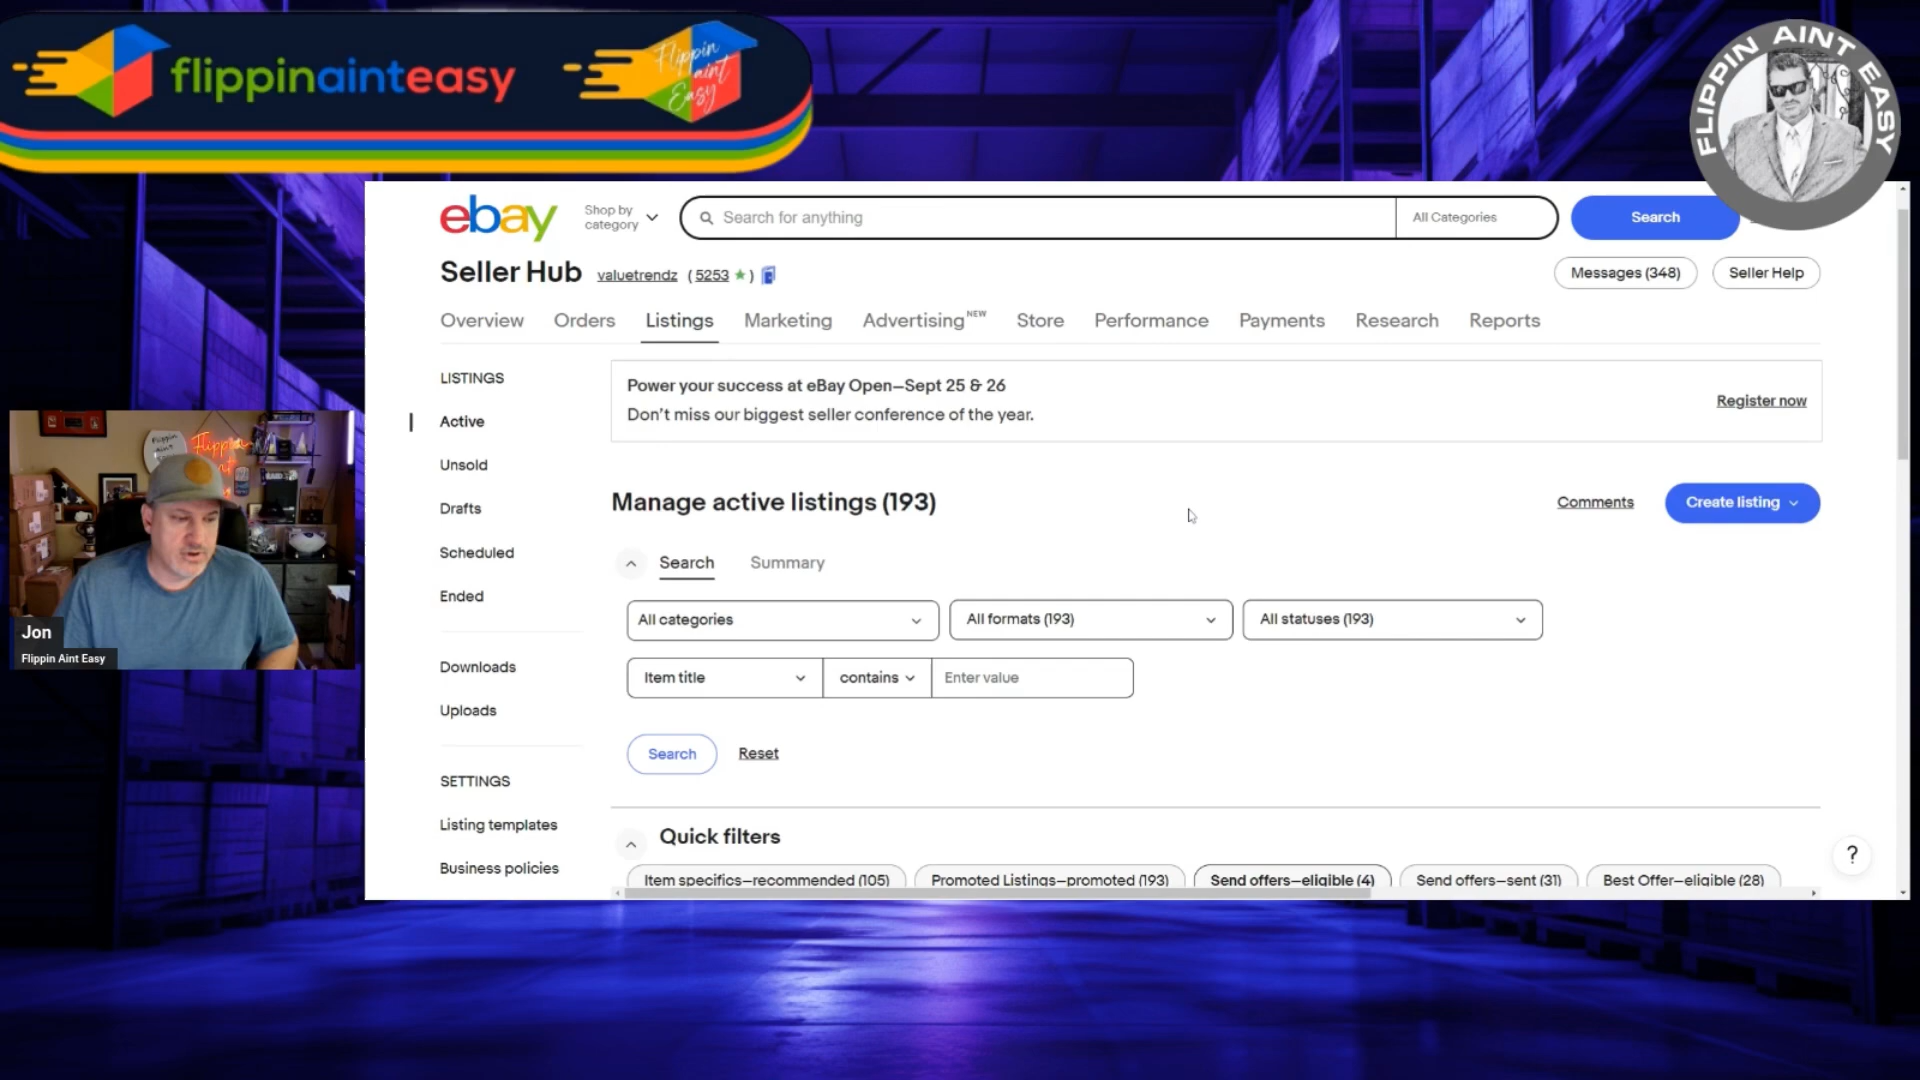 flippinainteasy
Flippin
aint
Easy
FLIPPIN AINT EASY
ebay
Shop by
category
Search for anything
All Categories
Search
Seller Hub
valuetrendz
(5253 ★)
Messages (348)
Seller Help
Overview
Orders
Listings
Marketing
Advertising NEW
Store
Performance
Payments
Research
Reports
LISTINGS
Active
Unsold
Drafts
Scheduled
Ended
Downloads
Uploads
SETTINGS
Listing templates
Business policies
Power your success at eBay Open–Sept 25 & 26
Don't miss our biggest seller conference of the year.
Register now
Manage active listings (193)
Comments
Create listing
Search
Summary
All categories
All formats (193)
All statuses (193)
Item title
contains
Enter value
Search
Reset
Quick filters
Item specifics–recommended (105)
Promoted Listings–promoted (193)
Send offers–eligible (4)
Send offers–sent (31)
Best Offer–eligible (28)
?
Jon
Flippin Aint Easy